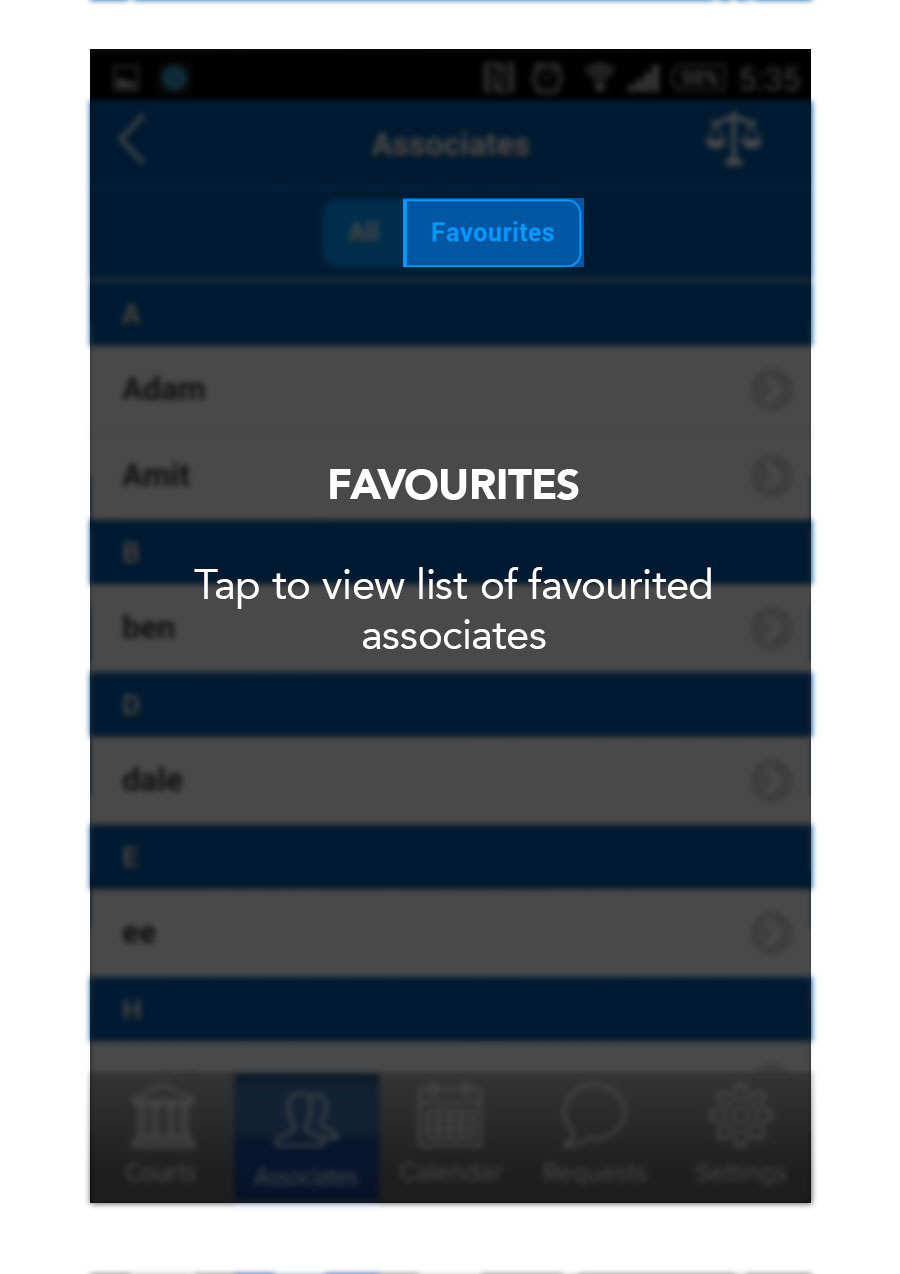 98% 5:35
Associates
All Favourites
A
Adam
Amit
FAVOURITES
B
Tap to view list of favourited
associates
ben
D
dale
E
ee
H
Courts Associates Calendar Requests Settings